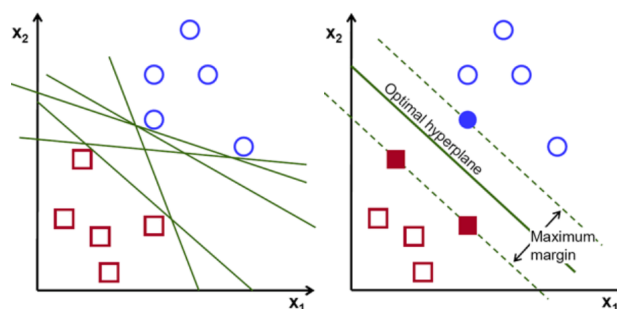 x₂
x₁
x₂
Optimal hyperplane
Maximum
margin
x₁